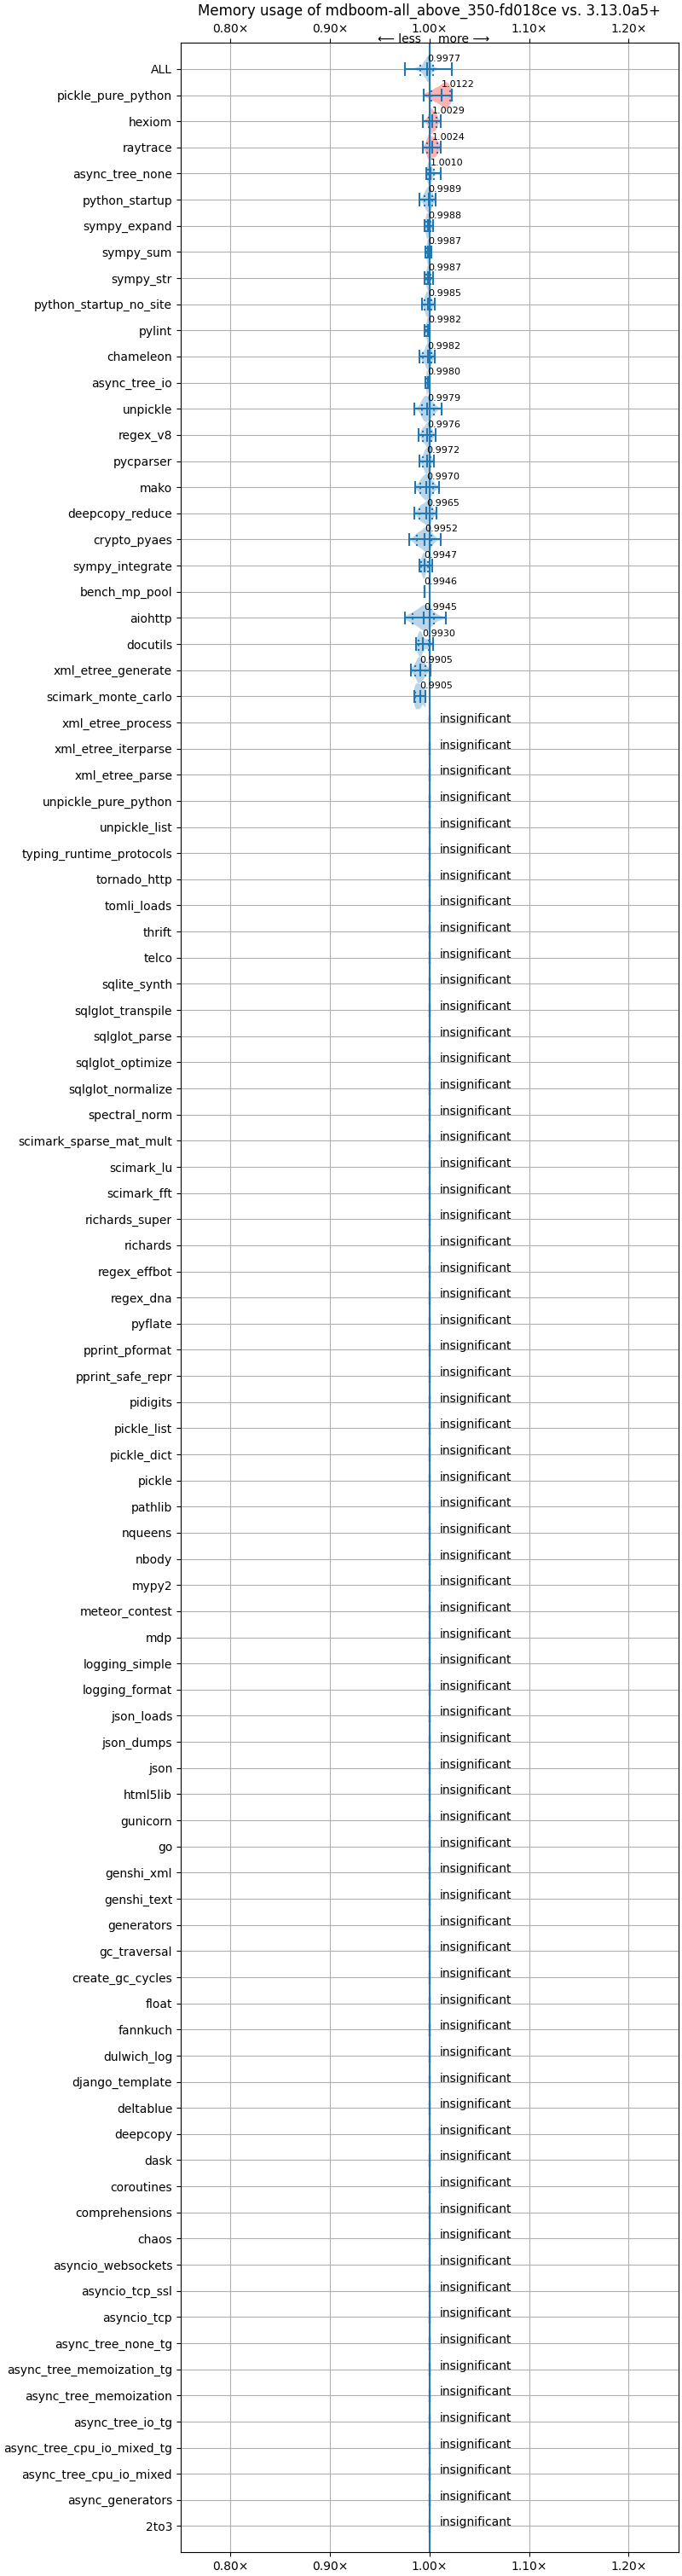 Memory usage of mdboom-all_above_350-fd018ce vs. 3.13.0a5+
0.80× 0.90× 1.00× 1.10× 1.20×
← less more →
ALL 0.9977
pickle_pure_python 1.0122
hexiom 1.0029
raytrace 1.0024
async_tree_none 1.0010
python_startup 0.9989
sympy_expand 0.9988
sympy_sum 0.9987
sympy_str 0.9987
python_startup_no_site 0.9985
pylint 0.9982
chameleon 0.9982
async_tree_io 0.9980
unpickle 0.9979
regex_v8 0.9976
pycparser 0.9972
mako 0.9970
deepcopy_reduce 0.9965
crypto_pyaes 0.9952
sympy_integrate 0.9947
bench_mp_pool 0.9946
aiohttp 0.9945
docutils 0.9930
xml_etree_generate 0.9905
scimark_monte_carlo 0.9905
xml_etree_process insignificant
xml_etree_iterparse insignificant
xml_etree_parse insignificant
unpickle_pure_python insignificant
unpickle_list insignificant
typing_runtime_protocols insignificant
tornado_http insignificant
tomli_loads insignificant
thrift insignificant
telco insignificant
sqlite_synth insignificant
sqlglot_transpile insignificant
sqlglot_parse insignificant
sqlglot_optimize insignificant
sqlglot_normalize insignificant
spectral_norm insignificant
scimark_sparse_mat_mult insignificant
scimark_lu insignificant
scimark_fft insignificant
richards_super insignificant
richards insignificant
regex_effbot insignificant
regex_dna insignificant
pyflate insignificant
pprint_pformat insignificant
pprint_safe_repr insignificant
pidigits insignificant
pickle_list insignificant
pickle_dict insignificant
pickle insignificant
pathlib insignificant
nqueens insignificant
nbody insignificant
mypy2 insignificant
meteor_contest insignificant
mdp insignificant
logging_simple insignificant
logging_format insignificant
json_loads insignificant
json_dumps insignificant
json insignificant
html5lib insignificant
gunicorn insignificant
go insignificant
genshi_xml insignificant
genshi_text insignificant
generators insignificant
gc_traversal insignificant
create_gc_cycles insignificant
float insignificant
fannkuch insignificant
dulwich_log insignificant
django_template insignificant
deltablue insignificant
deepcopy insignificant
dask insignificant
coroutines insignificant
comprehensions insignificant
chaos insignificant
asyncio_websockets insignificant
asyncio_tcp_ssl insignificant
asyncio_tcp insignificant
async_tree_none_tg insignificant
async_tree_memoization_tg insignificant
async_tree_memoization insignificant
async_tree_io_tg insignificant
async_tree_cpu_io_mixed_tg insignificant
async_tree_cpu_io_mixed insignificant
async_generators insignificant
2to3 insignificant
0.80× 0.90× 1.00× 1.10× 1.20×